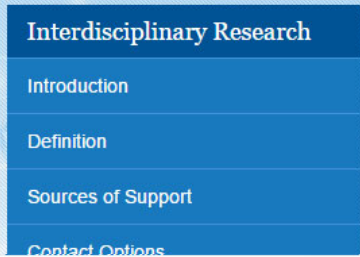 Interdisciplinary Research
Introduction
Definition
Sources of Support
Contact Options